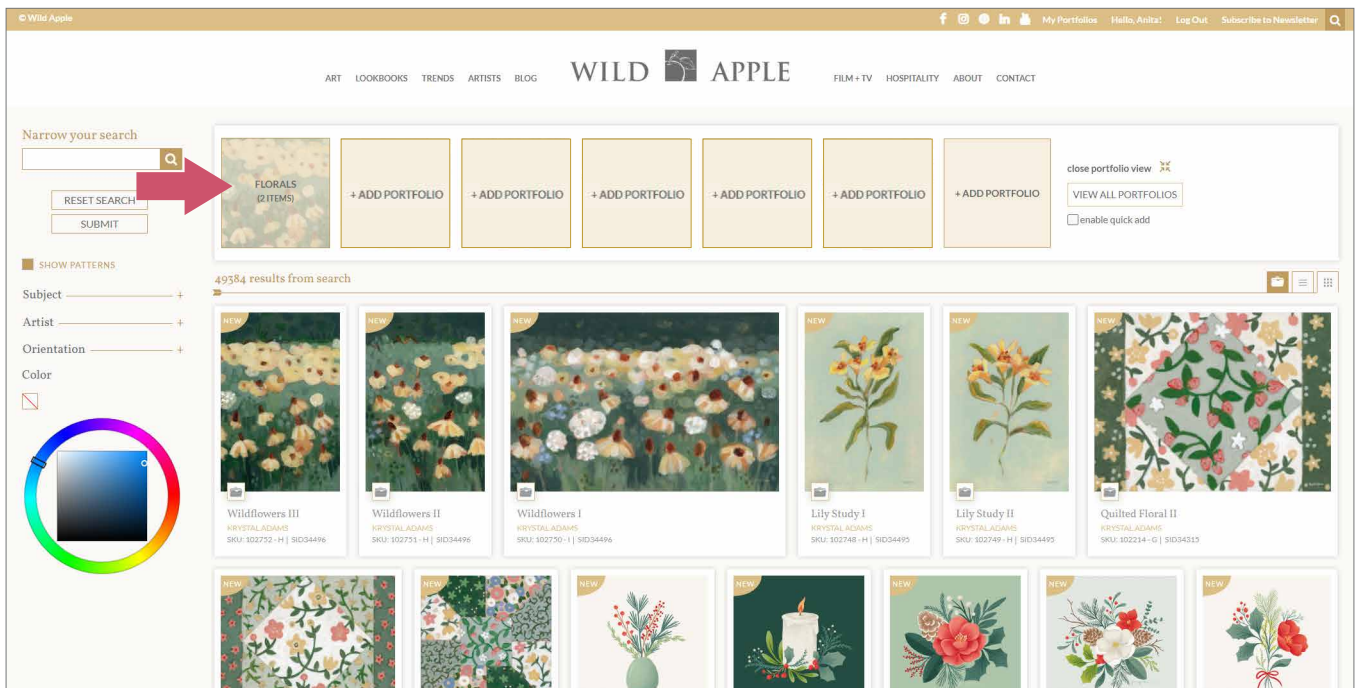 © Wild Apple
My Portfolios Hello, Anita! Log Out Subscribe to Newsletter
ART LOOKBOOKS TRENDS ARTISTS BLOG WILD APPLE FILM + TV HOSPITALITY ABOUT CONTACT
Narrow your search
RESET SEARCH
SUBMIT
SHOW PATTERNS
Subject
Artist
Orientation
Color
FLORALS
(2 ITEMS)
+ ADD PORTFOLIO
+ ADD PORTFOLIO
+ ADD PORTFOLIO
+ ADD PORTFOLIO
+ ADD PORTFOLIO
+ ADD PORTFOLIO
close portfolio view
VIEW ALL PORTFOLIOS
enable quick add
49384 results from search
NEW
Wildflowers III
KRYSTAL ADAMS
SKU: 102752 - H | SID34496
NEW
Wildflowers II
KRYSTAL ADAMS
SKU: 102751 - H | SID34496
NEW
Wildflowers I
KRYSTAL ADAMS
SKU: 102750 - I | SID34496
NEW
Lily Study I
KRYSTAL ADAMS
SKU: 102748 - H | SID34495
NEW
Lily Study II
KRYSTAL ADAMS
SKU: 102749 - H | SID34495
NEW
Quilted Floral II
KRYSTAL ADAMS
SKU: 102214 - G | SID34315
NEW
NEW
NEW
NEW
NEW
NEW
NEW